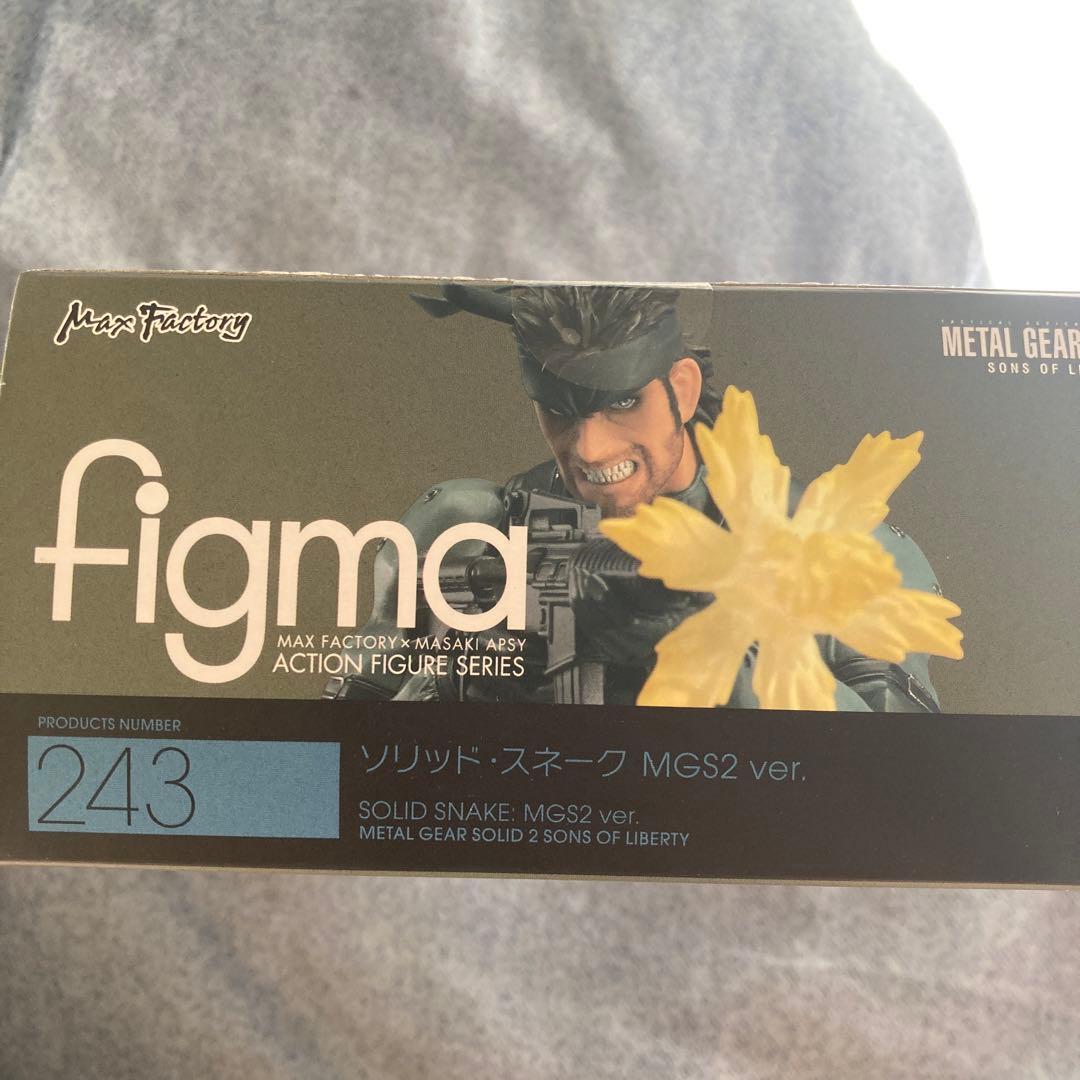 Max Factory
METAL GEAR
SONS OF
figma
MAX FACTORY×MASAKI APSY
ACTION FIGURE SERIES
PRODUCTS NUMBER
243
ソリッド・スネーク MGS2 ver.
SOLID SNAKE: MGS2 ver.
METAL GEAR SOLID 2 SONS OF LIBERTY